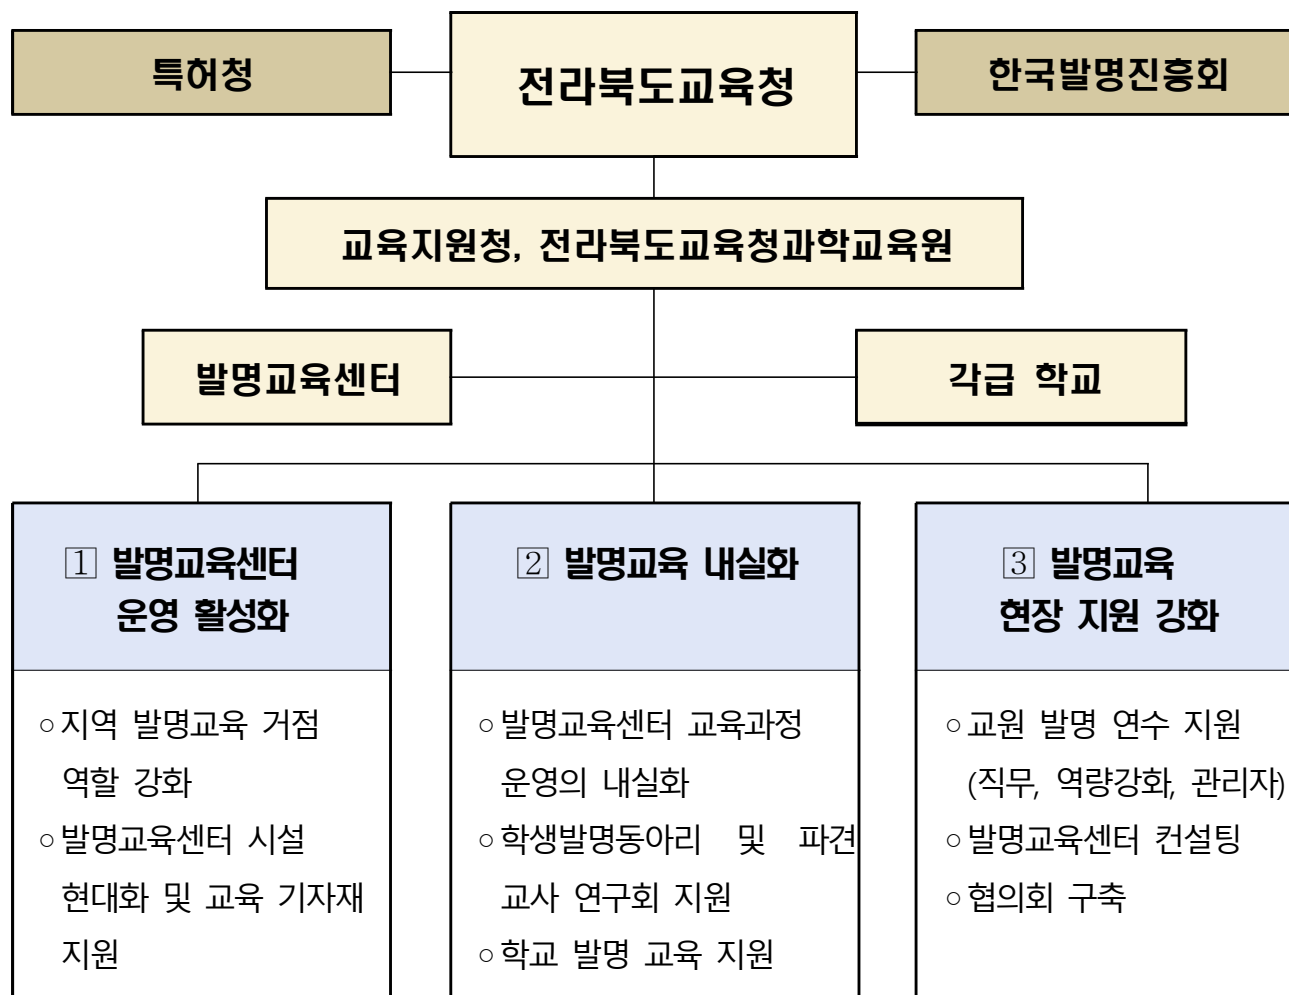 특허청
전라북도교육청
한국발명진흥회
교육지원청, 전라북도교육청과학교육원
발명교육센터
각급 학교
1 발명교육센터
운영 활성화
○ 지역 발명교육 거점
역할 강화
○ 발명교육센터 시설
현대화 및 교육 기자재
지원
2 발명교육 내실화
○ 발명교육센터 교육과정
운영의 내실화
○ 학생발명동아리 및 파견
교사 연구회 지원
○ 학교 발명 교육 지원
3 발명교육
현장 지원 강화
○ 교원 발명 연수 지원
(직무, 역량강화, 관리자)
○ 발명교육센터 컨설팅
○ 협의회 구축